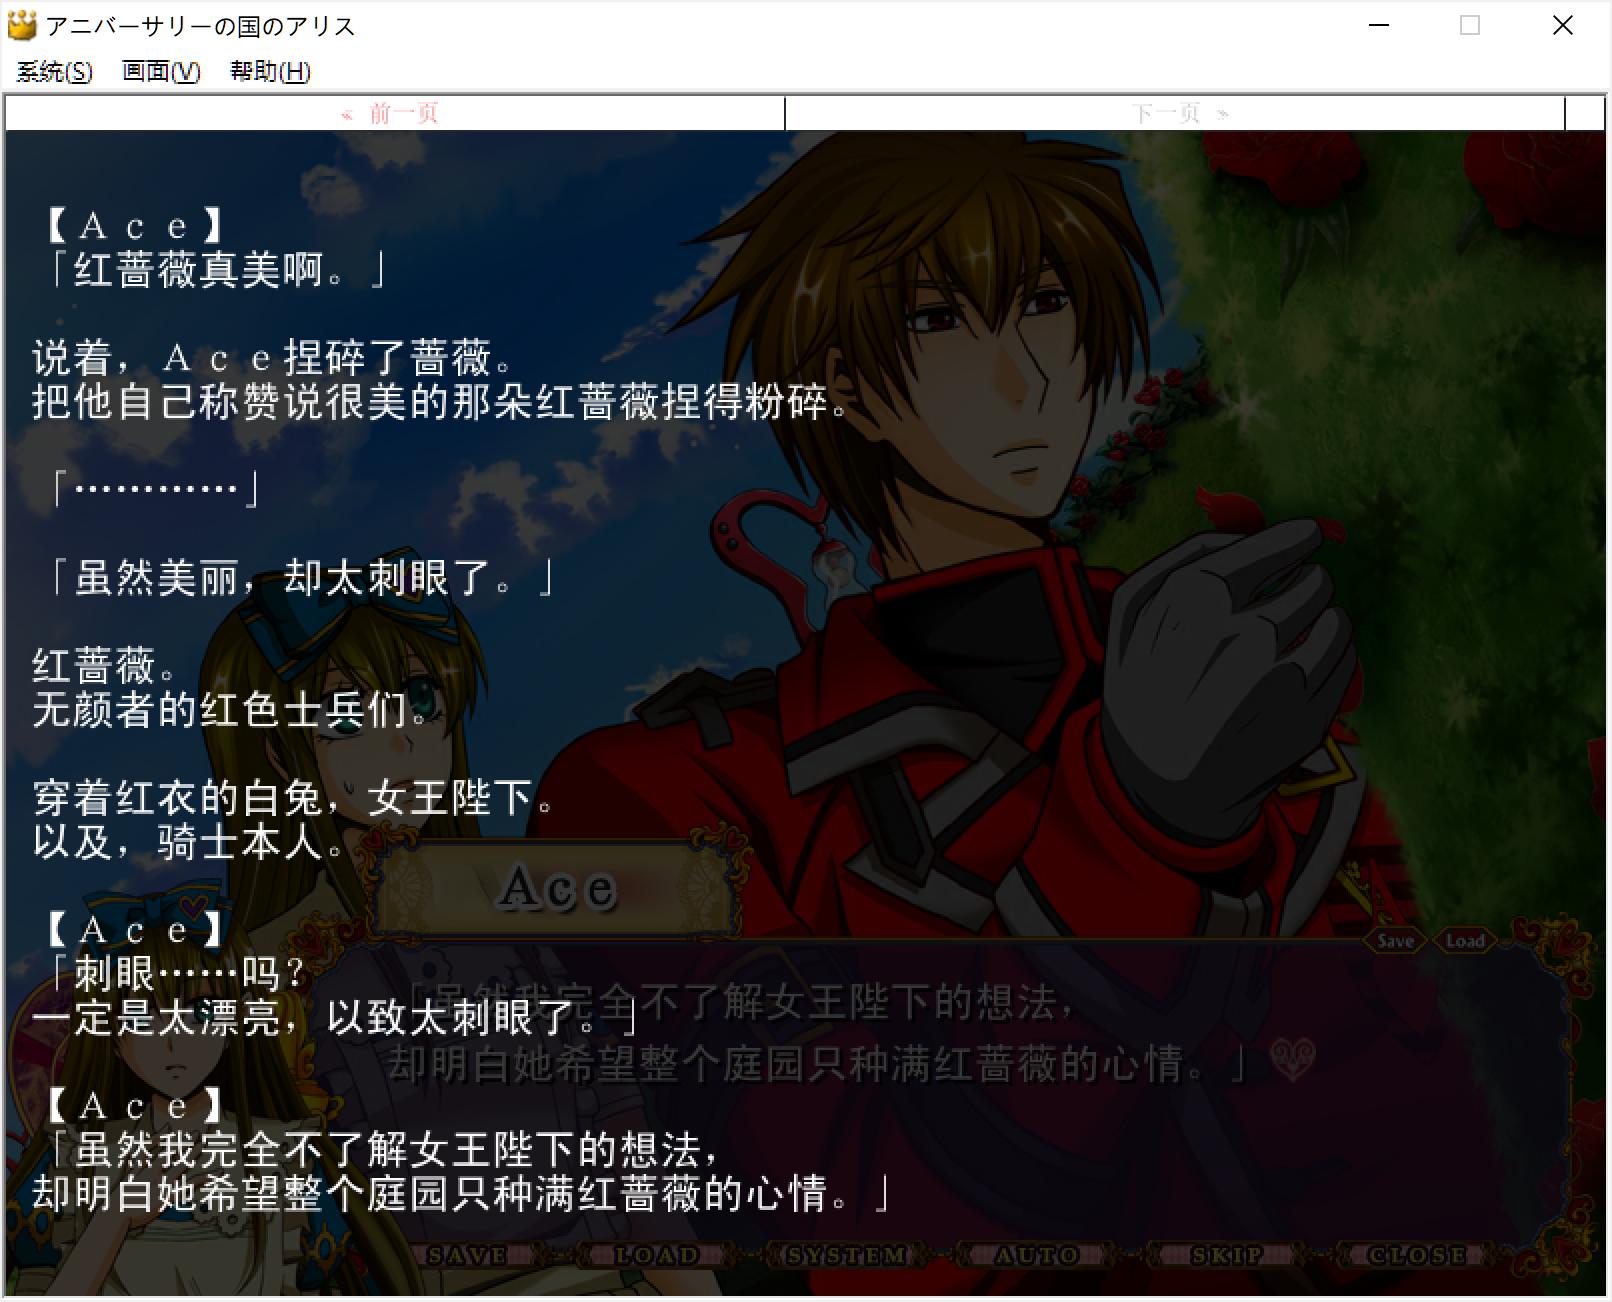 アニバーサリーの国のアリス
系统(S) 画面(V) 帮助(H)
« 前一页
下一页 »
【Ace】
「红蔷薇真美啊。」
说着，Ace捏碎了蔷薇。
把他自己称赞说很美的那朵红蔷薇捏得粉碎。
「…………」
「虽然美丽，却太刺眼了。」
红蔷薇。
无颜者的红色士兵们。
穿着红衣的白兔，女王陛下。
以及，骑士本人。
【Ace】
「刺眼……吗？
一定是太漂亮，以致太刺眼了。」
【Ace】
「虽然我完全不了解女王陛下的想法，
却明白她希望整个庭园只种满红蔷薇的心情。」
Ace
Save Load
「虽然我完全不了解女王陛下的想法，
却明白她希望整个庭园只种满红蔷薇的心情。」
SAVE LOAD SYSTEM AUTO SKIP CLOSE